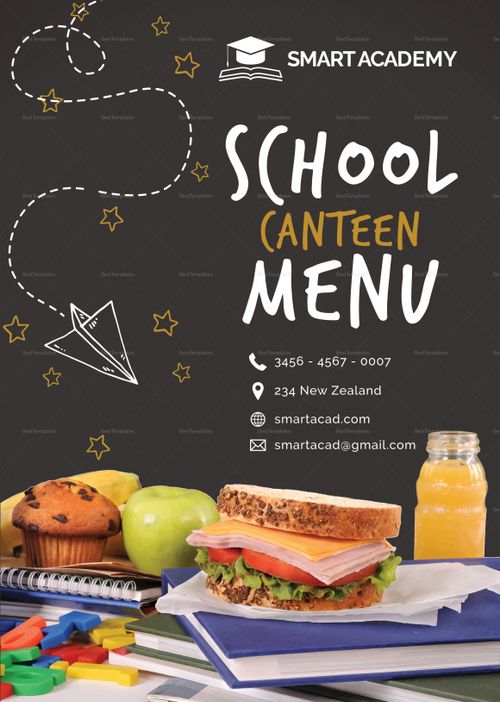 SMART ACADEMY
SCHOOL
CANTEEN
MENU
3456 - 4567 - 0007
234 New Zealand
smartacad.com
smartacad@gmail.com